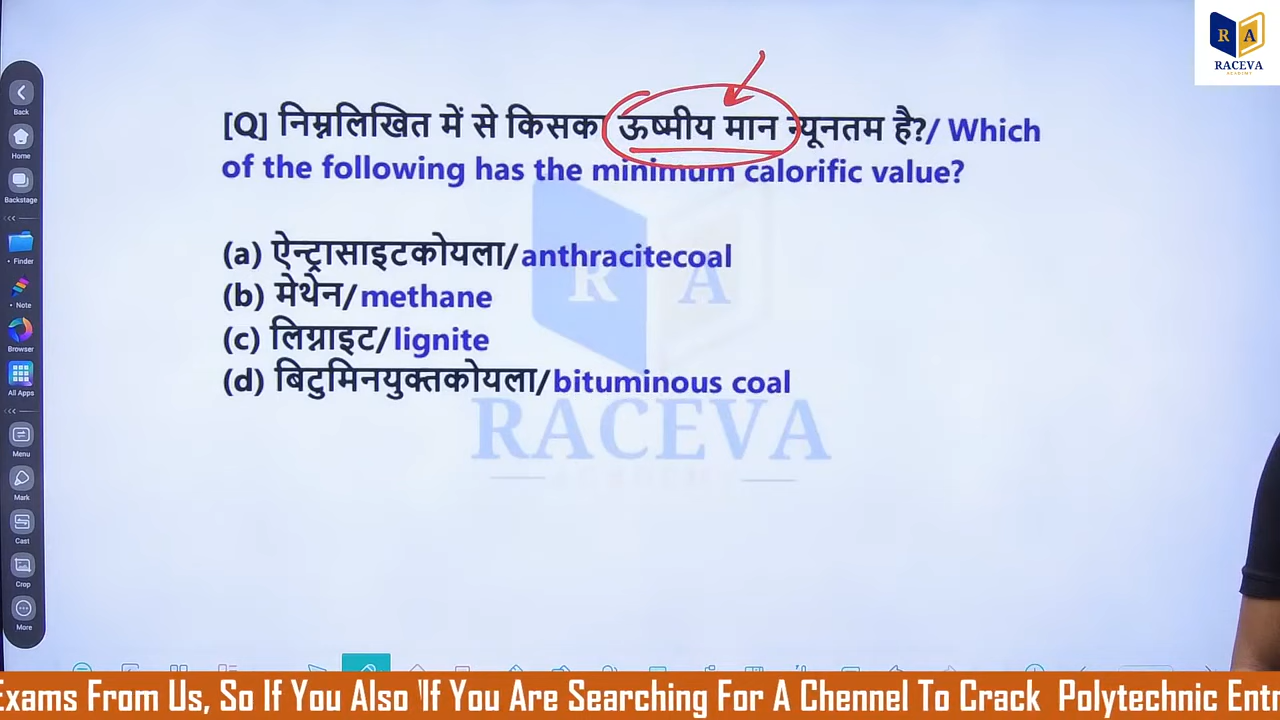 R A
RACEVA
ACADEMY
[Q] निम्नलिखित में से किसका ऊष्मीय मान न्यूनतम है?/ Which
of the following has the minimum calorific value?
(a) ऐन्ट्रासाइटकोयला/anthracitecoal
(b) मेथेन/methane
(c) लिग्नाइट/lignite
(d) बिटुमिनयुक्तकोयला/bituminous coal
R A
RACEVA
Back
Home
Backstage
Finder
Note
Browser
All Apps
Menu
Mark
Cast
Crop
More
Exams From Us, So If You Also If You Are Searching For A Chennel To Crack Polytechnic Entr